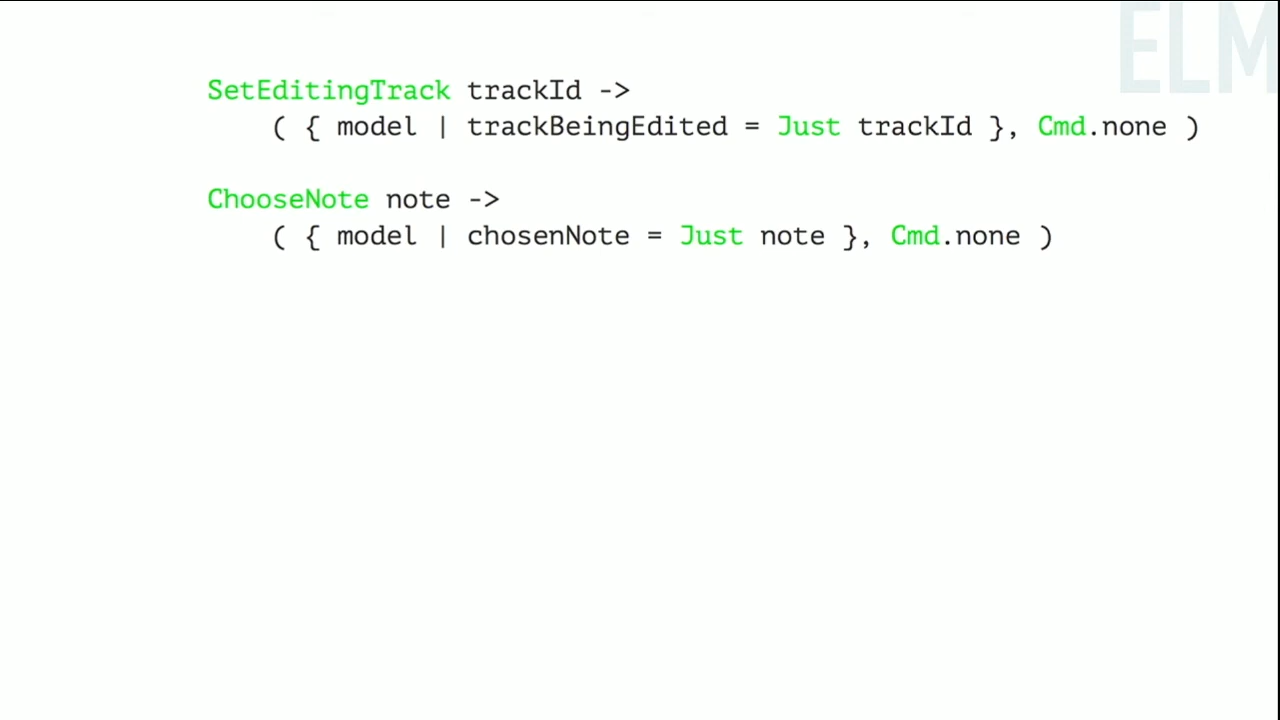 ELM
SetEditingTrack trackId ->
( { model | trackBeingEdited = Just trackId }, Cmd.none )
ChooseNote note ->
( { model | chosenNote = Just note }, Cmd.none )